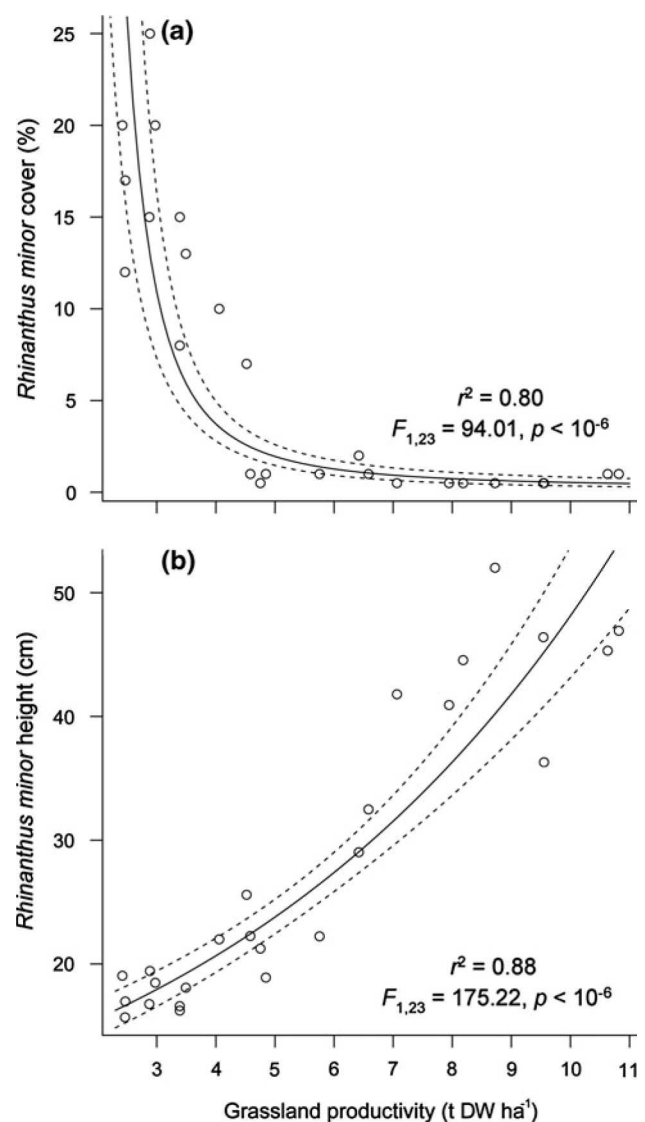 (a)
25
20
15
10
5
0
Rhinanthus minor cover (%)
r² = 0.80
F₁,₂₃ = 94.01, p < 10⁻⁶
(b)
50
40
30
20
Rhinanthus minor height (cm)
r² = 0.88
F₁,₂₃ = 175.22, p < 10⁻⁶
3 4 5 6 7 8 9 10 11
Grassland productivity (t DW ha⁻¹)